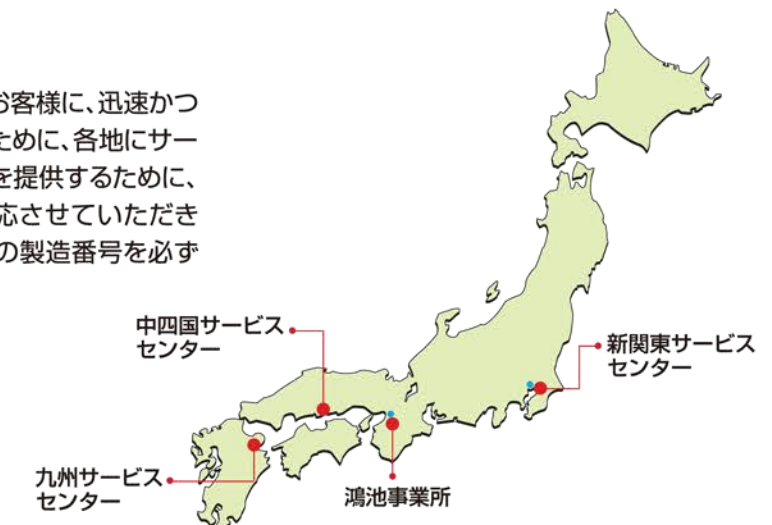 お客様に、迅速かつ
ために、各地にサー
を提供するために、
応させていただき
の製造番号を必ず
中四国サービス
センター
新関東サービス
センター
九州サービス
センター
鴻池事業所